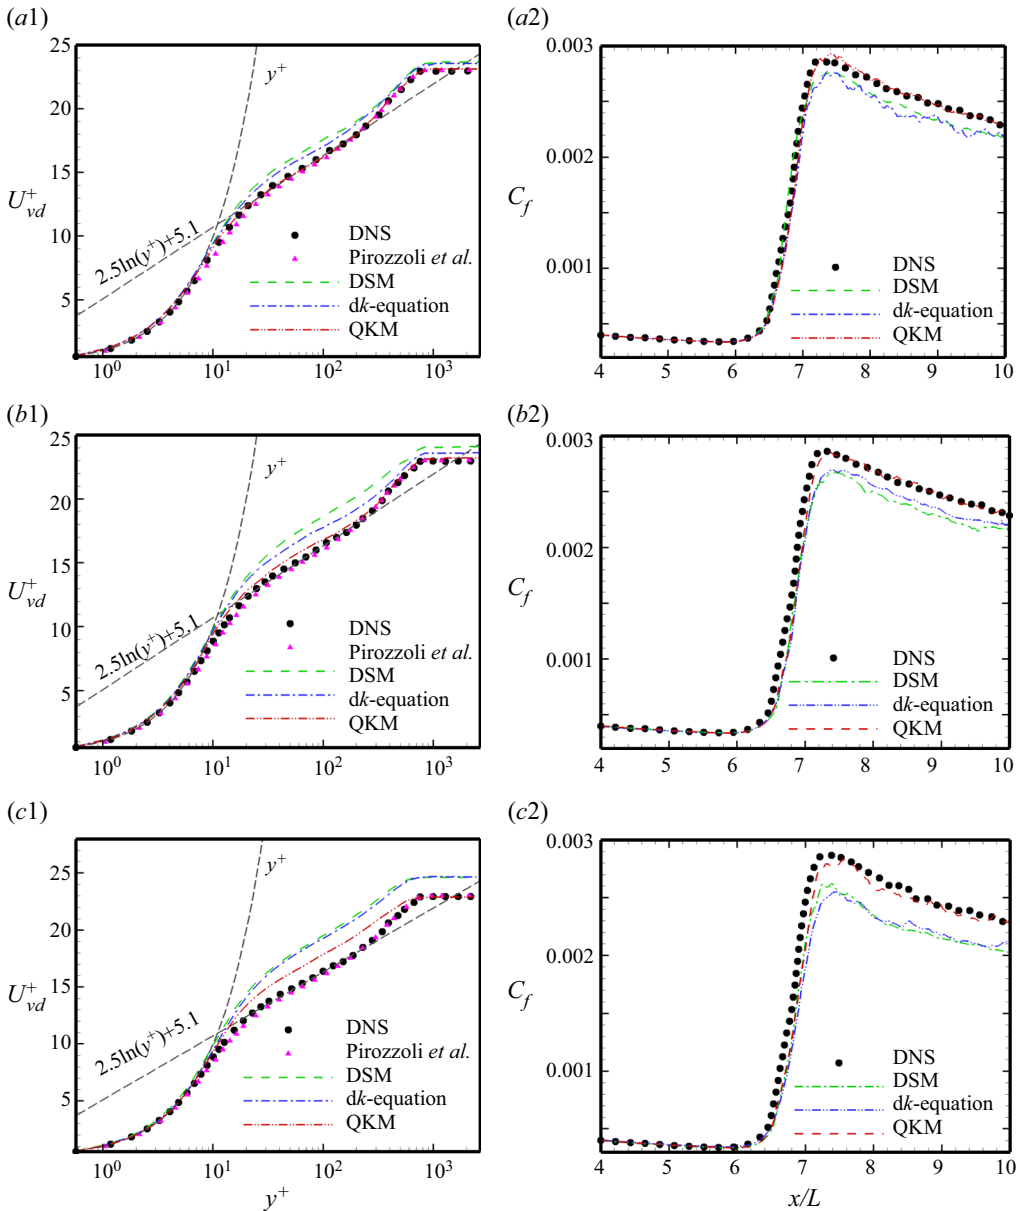 (a1)
25
20
15
10
5
U+vd
y+
2.5ln(y+)+5.1
DNS
Pirozzoli et al.
DSM
dk-equation
QKM
10^0
10^1
10^2
10^3
(a2)
0.003
0.002
0.001
Cf
DNS
DSM
dk-equation
QKM
4 5 6 7 8 9 10
(b1)
25
20
15
10
5
U+vd
y+
2.5ln(y+)+5.1
DNS
Pirozzoli et al.
DSM
dk-equation
QKM
10^0
10^1
10^2
10^3
(b2)
0.003
0.002
0.001
Cf
DNS
DSM
dk-equation
QKM
4 5 6 7 8 9 10
(c1)
25
20
15
10
5
U+vd
y+
2.5ln(y+)+5.1
DNS
Pirozzoli et al.
DSM
dk-equation
QKM
10^0
10^1
10^2
10^3
y+
(c2)
0.003
0.002
0.001
Cf
DNS
DSM
dk-equation
QKM
4 5 6 7 8 9 10
x/L